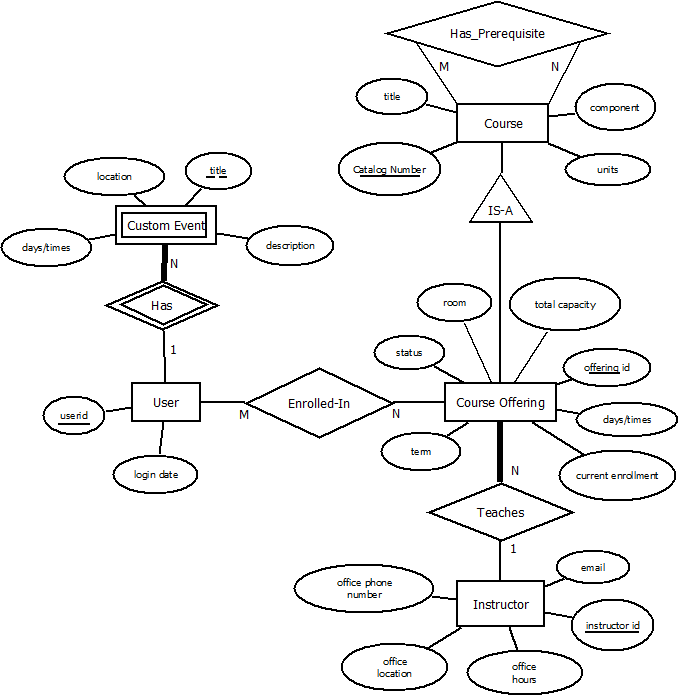 Has_Prerequisite
M
N
title
Course
component
Catalog Number
units
IS-A
location
title
Custom Event
days/times
description
N
Has
1
room
total capacity
status
offering id
userid
User
M
Enrolled-In
N
Course Offering
days/times
term
login date
current enrollment
N
Teaches
1
email
office phone
number
Instructor
instructor id
office
location
office
hours